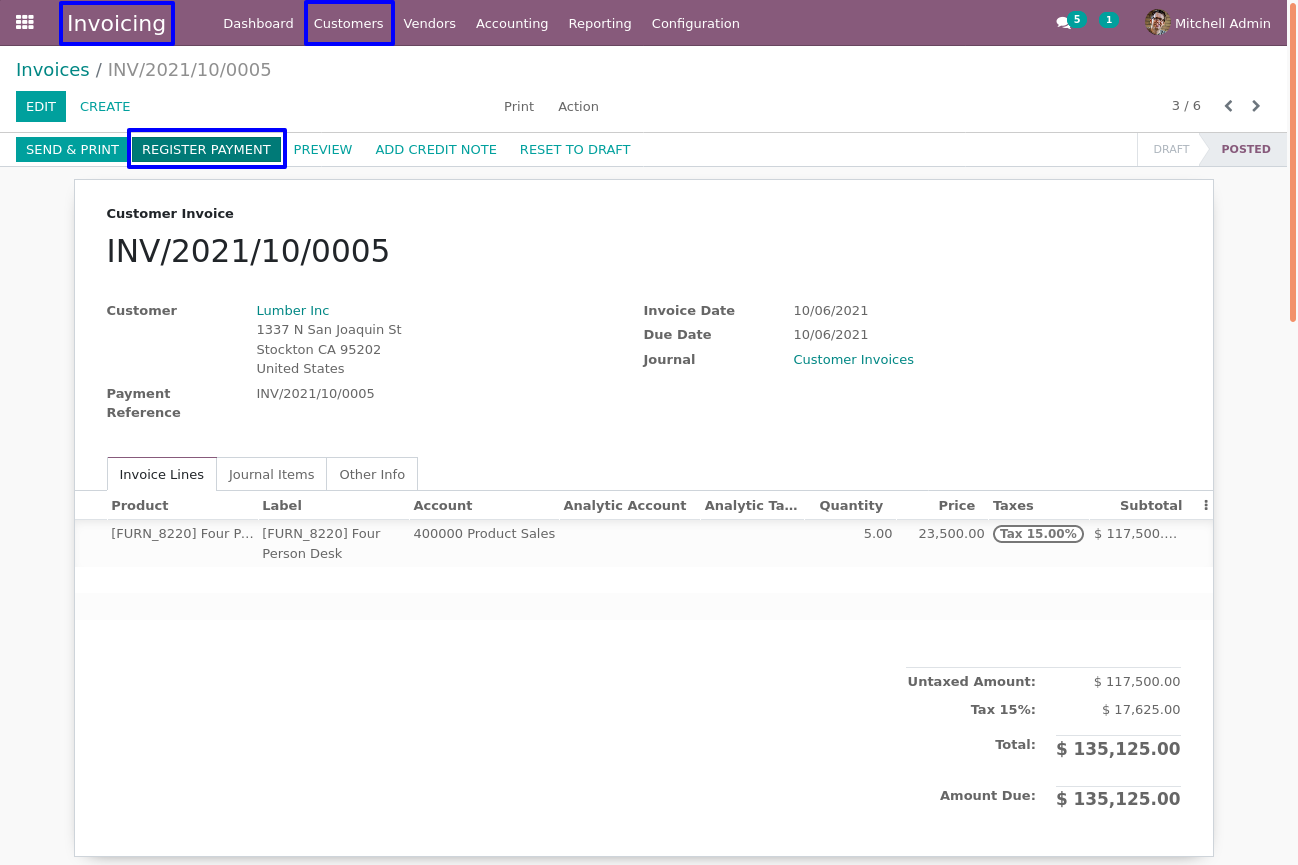 Invoicing Dashboard Customers Vendors Accounting Reporting Configuration 5 1 Mitchell Admin
Invoices / INV/2021/10/0005
EDIT CREATE Print Action 3 / 6
SEND & PRINT REGISTER PAYMENT PREVIEW ADD CREDIT NOTE RESET TO DRAFT DRAFT POSTED
Customer Invoice
INV/2021/10/0005
Customer Lumber Inc Invoice Date 10/06/2021
1337 N San Joaquin St
Due Date 10/06/2021
Stockton CA 95202
Journal Customer Invoices
United States
Payment INV/2021/10/0005
Reference
Invoice Lines Journal Items Other Info
Product Label Account Analytic Account Analytic Ta... Quantity Price Taxes Subtotal
[FURN_8220] Four P... [FURN_8220] Four 400000 Product Sales 5.00 23,500.00 Tax 15.00% $ 117,500....
Person Desk
Untaxed Amount: $ 117,500.00
Tax 15%: $ 17,625.00
Total: $ 135,125.00
Amount Due: $ 135,125.00